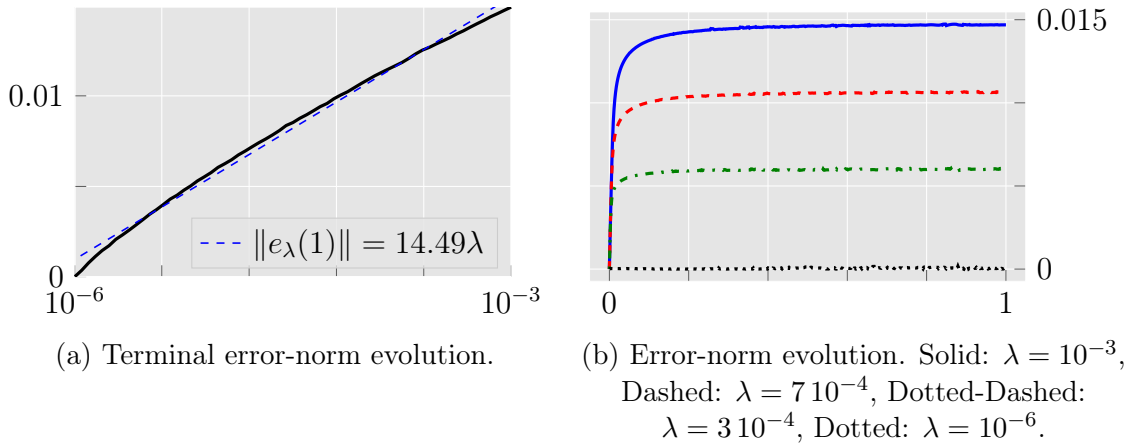 0.01
0
10⁻⁶
10⁻³
‖e_λ(1)‖ = 14.49λ
(a) Terminal error-norm evolution.
0.015
0
0
1
(b) Error-norm evolution. Solid: λ = 10⁻³,
Dashed: λ = 7 10⁻⁴, Dotted-Dashed:
λ = 3 10⁻⁴, Dotted: λ = 10⁻⁶.